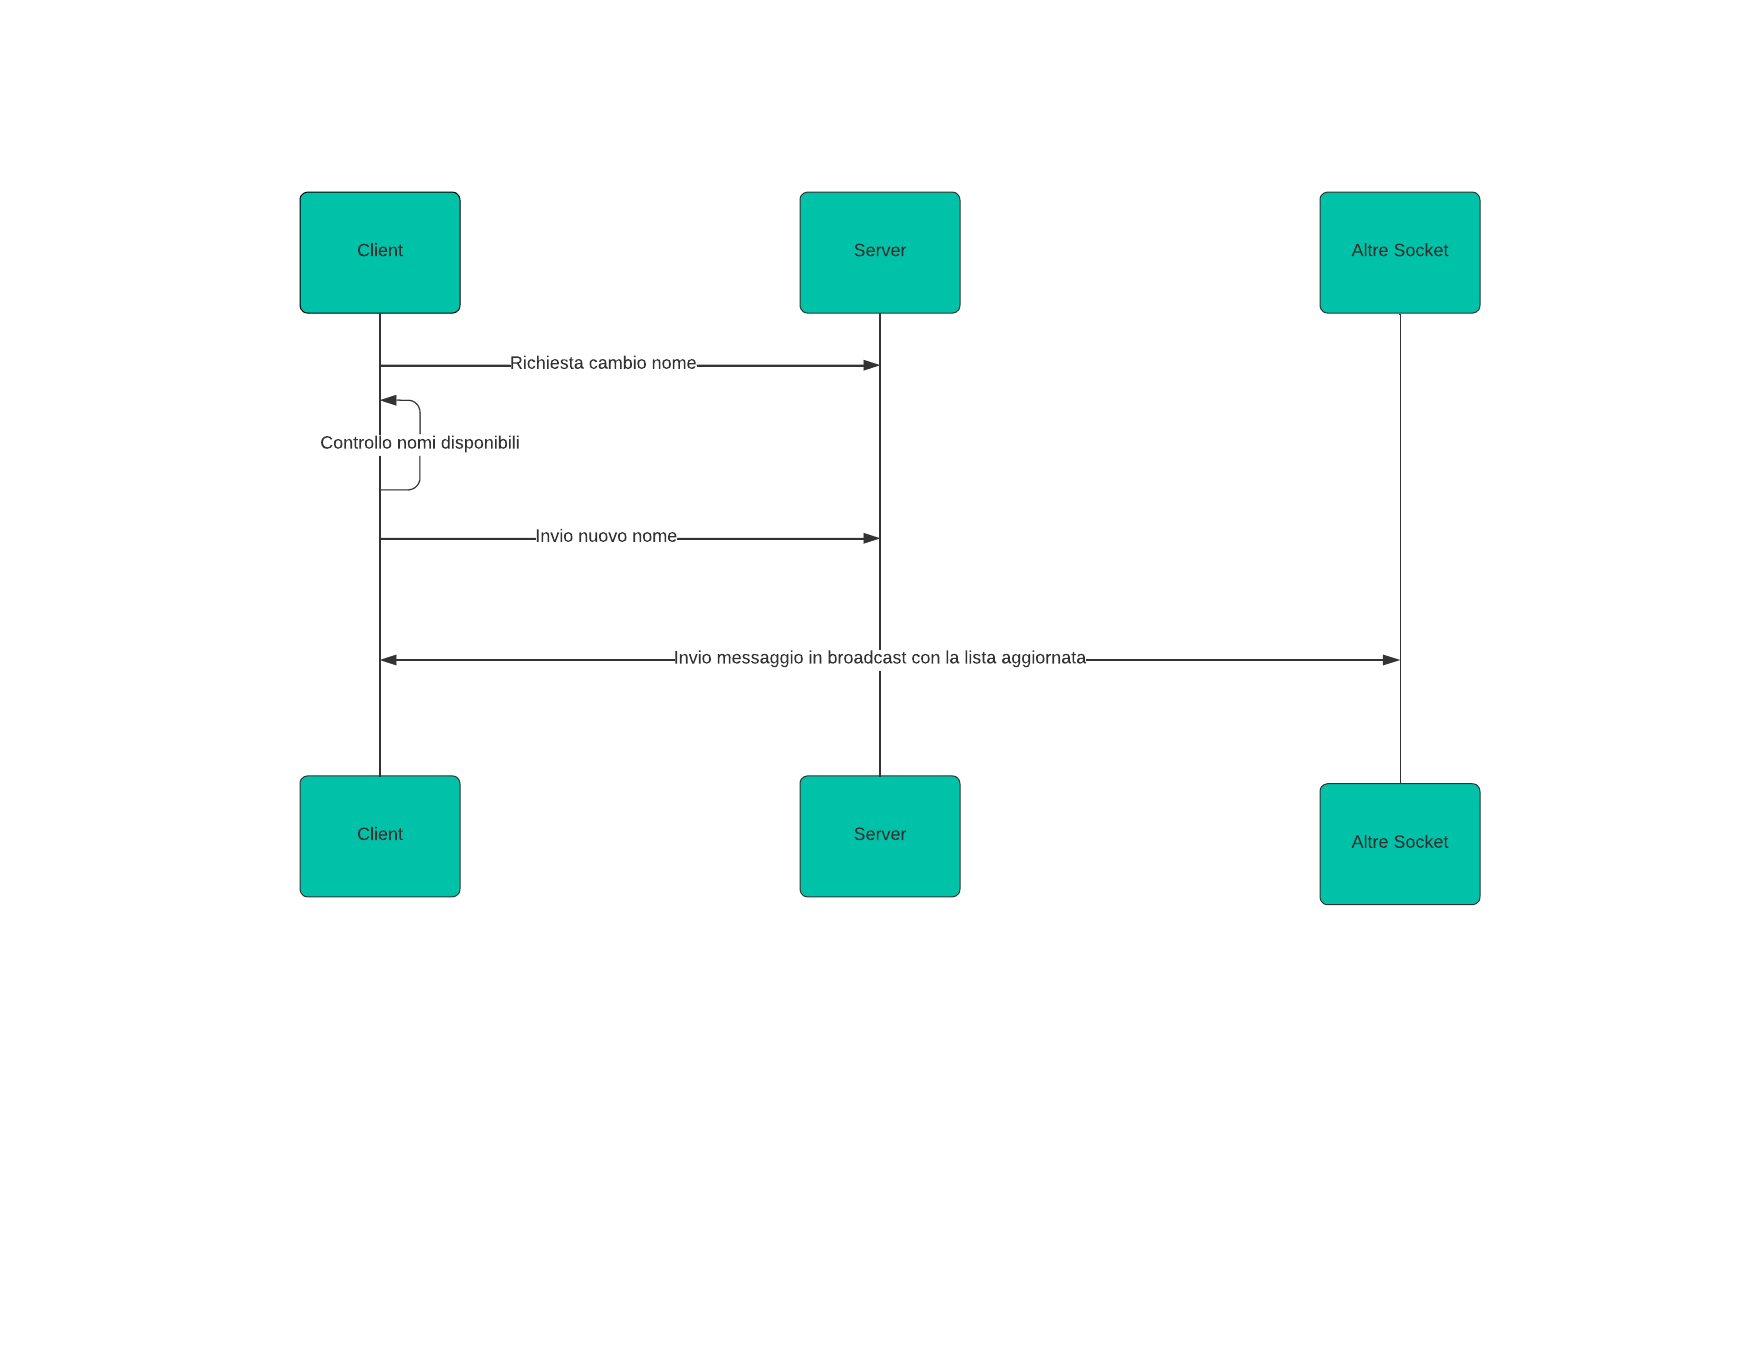 Client
Server
Altre Socket
Richiesta cambio nome
Controllo nomi disponibili
Invio nuovo nome
Invio messaggio in broadcast con la lista aggiornata
Client
Server
Altre Socket